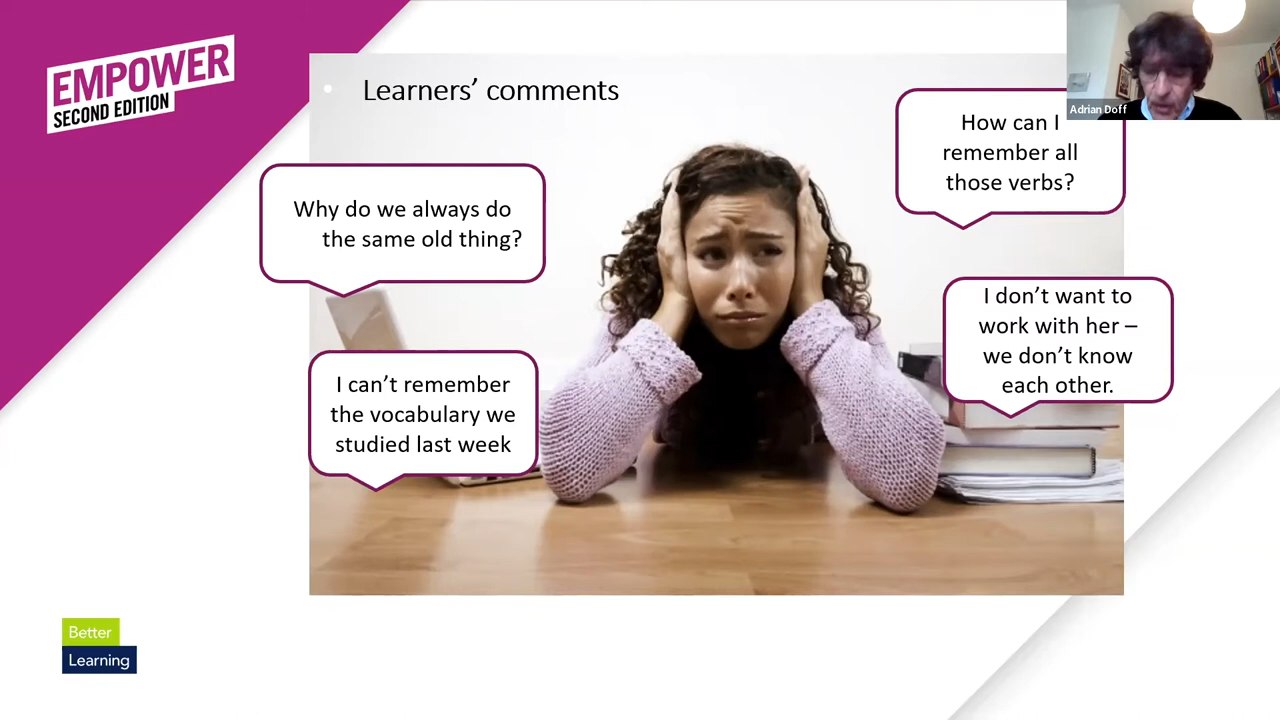 EMPOWER
SECOND EDITION
Learners’ comments
Adrian Doff
How can I
remember all
those verbs?
Why do we always do
the same old thing?
I don’t want to
work with her –
we don’t know
each other.
I can’t remember
the vocabulary we
studied last week
Better
Learning